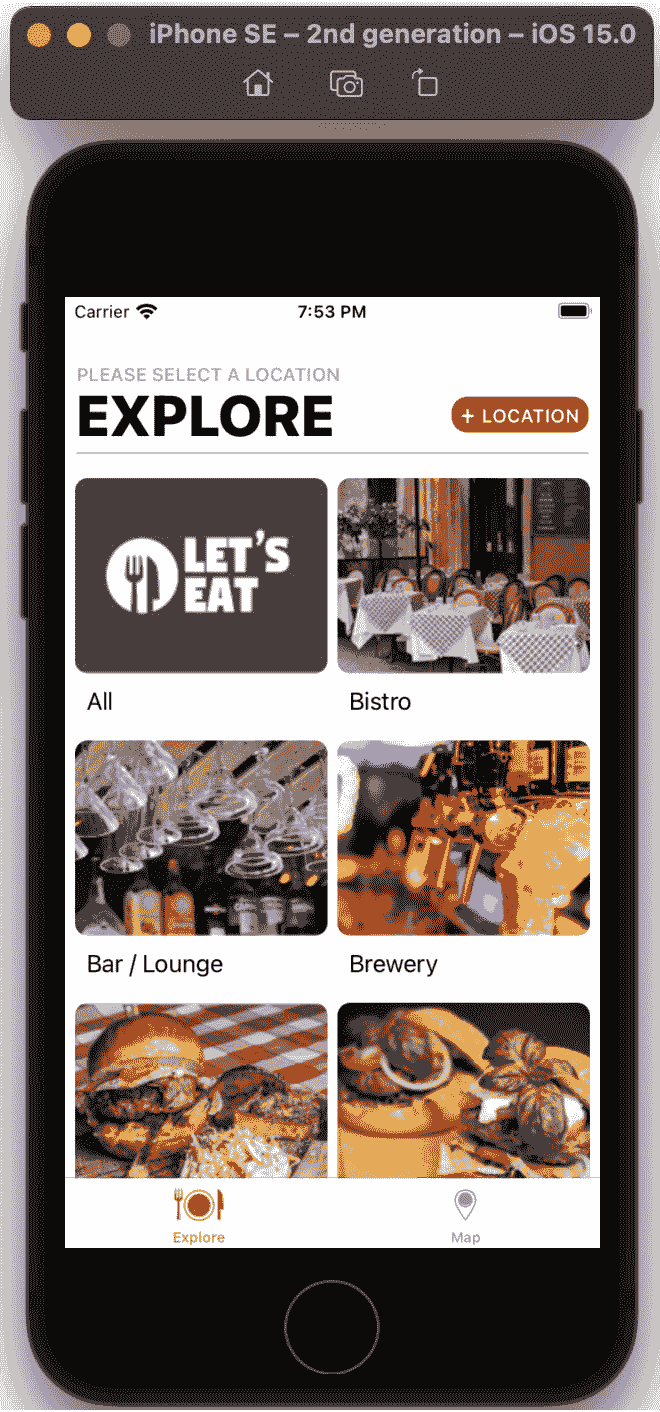 iPhone SE – 2nd generation – iOS 15.0
Carrier 7:53 PM
PLEASE SELECT A LOCATION
EXPLORE
+ LOCATION
LET'S
EAT
All Bistro
Bar / Lounge Brewery
Explore Map